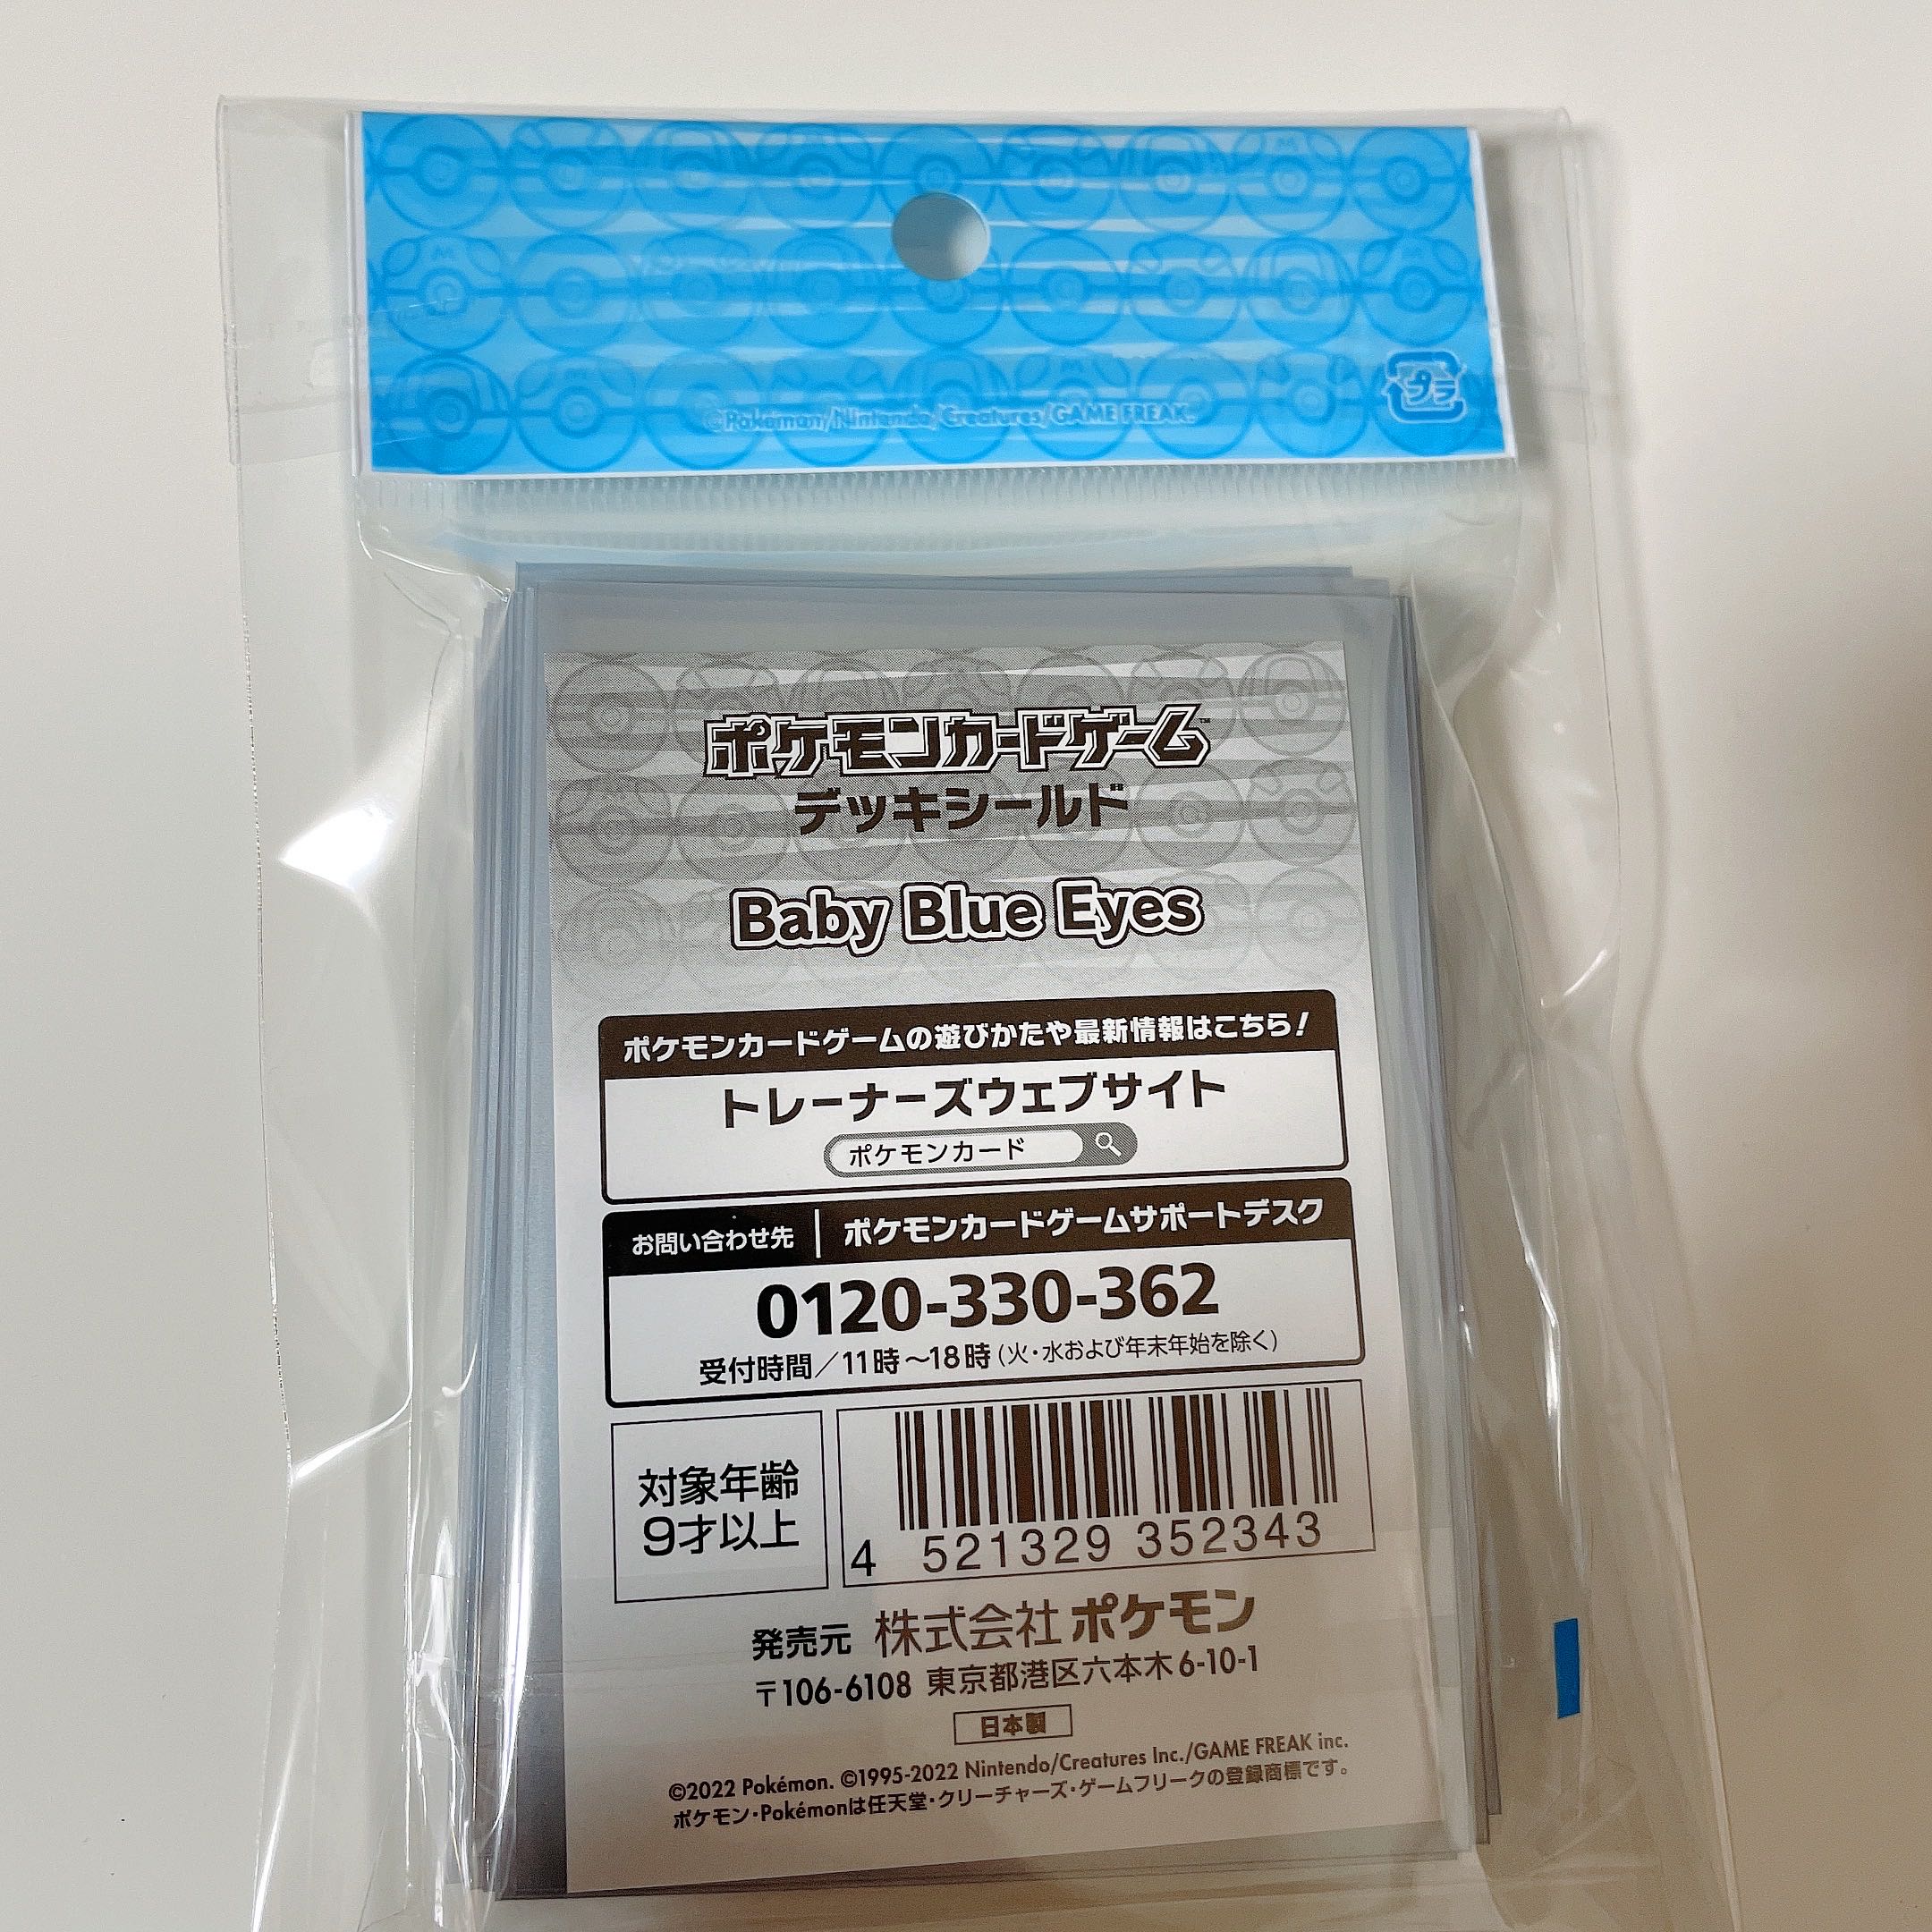 ©Pokémon/Nintendo/Creatures/GAME FREAK.
プラ
ポケモンカードゲーム™
デッキシールド
Baby Blue Eyes
ポケモンカードゲームの遊びかたや最新情報はこちら!
トレーナーズウェブサイト
ポケモンカード
お問い合わせ先 ポケモンカードゲームサポートデスク
0120-330-362
受付時間/11時~18時(火・水および年末年始を除く)
対象年齢
9才以上
4 521329 352343
発売元 株式会社ポケモン
〒106-6108 東京都港区六本木6-10-1
日本製
©2022 Pokémon. ©1995-2022 Nintendo/Creatures Inc./GAME FREAK inc.
ポケモン・Pokémonは任天堂・クリーチャーズ・ゲームフリークの登録商標です。